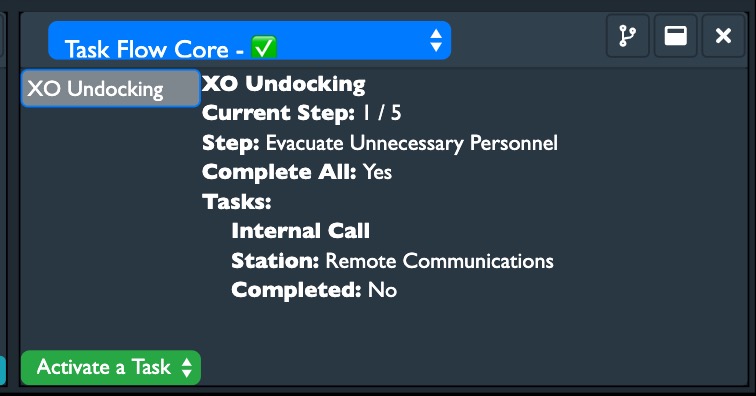 Task Flow Core - ✅
XO Undocking
XO Undocking
Current Step: 1 / 5
Step: Evacuate Unnecessary Personnel
Complete All: Yes
Tasks:
Internal Call
Station: Remote Communications
Completed: No
Activate a Task